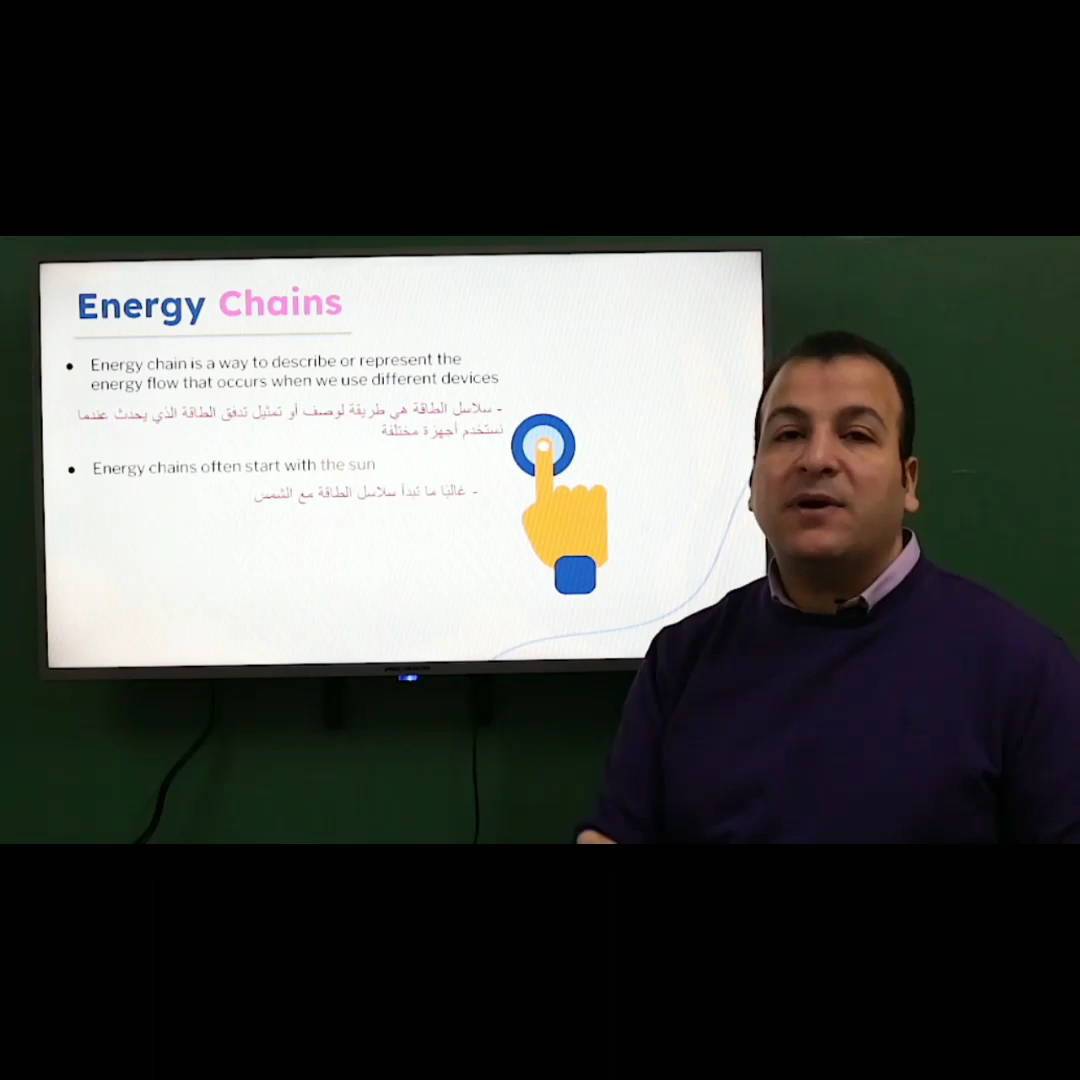 Energy Chains
• Energy chain is a way to describe or represent the
energy flow that occurs when we use different devices
- سلاسل الطاقة هي طريقة لوصف أو تمثيل تدفق الطاقة الذي يحدث عندما
نستخدم أجهزة مختلفة
• Energy chains often start with the sun
- غالبًا ما تبدأ سلاسل الطاقة مع الشمس